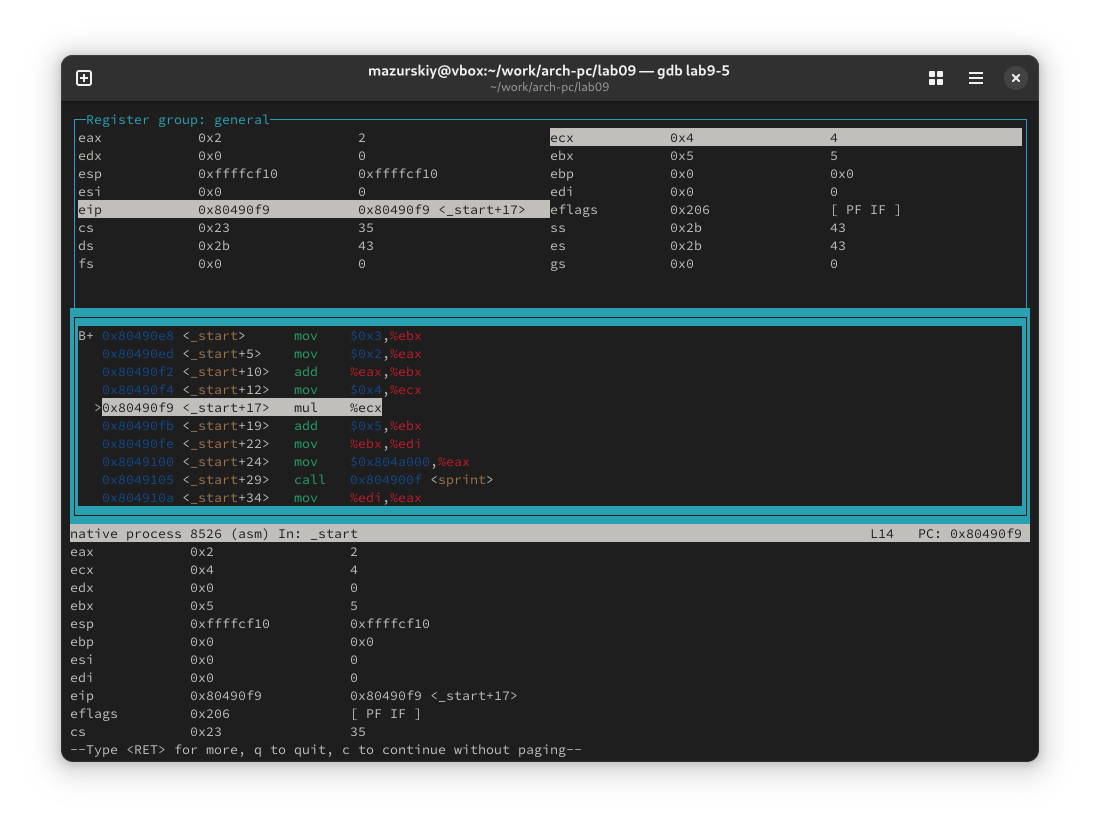 mazurskiy@vbox:~/work/arch-pc/lab09 — gdb lab9-5
~/work/arch-pc/lab09
Register group: general
eax 0x2 2 ecx 0x4 4
edx 0x0 0 ebx 0x5 5
esp 0xffffcf10 0xffffcf10 ebp 0x0 0x0
esi 0x0 0 edi 0x0 0
eip 0x80490f9 0x80490f9 <_start+17> eflags 0x206 [ PF IF ]
cs 0x23 35 ss 0x2b 43
ds 0x2b 43 es 0x2b 43
fs 0x0 0 gs 0x0 0
B+ 0x80490e8 <_start> mov $0x3,%ebx
0x80490ed <_start+5> mov $0x2,%eax
0x80490f2 <_start+10> add %eax,%ebx
0x80490f4 <_start+12> mov $0x4,%ecx
>0x80490f9 <_start+17> mul %ecx
0x80490fb <_start+19> add $0x5,%ebx
0x80490fe <_start+22> mov %ebx,%edi
0x8049100 <_start+24> mov $0x804a000,%eax
0x8049105 <_start+29> call 0x804900f <sprint>
0x804910a <_start+34> mov %edi,%eax
native process 8526 (asm) In: _start L14 PC: 0x80490f9
eax 0x2 2
ecx 0x4 4
edx 0x0 0
ebx 0x5 5
esp 0xffffcf10 0xffffcf10
ebp 0x0 0x0
esi 0x0 0
edi 0x0 0
eip 0x80490f9 0x80490f9 <_start+17>
eflags 0x206 [ PF IF ]
cs 0x23 35
--Type <RET> for more, q to quit, c to continue without paging--